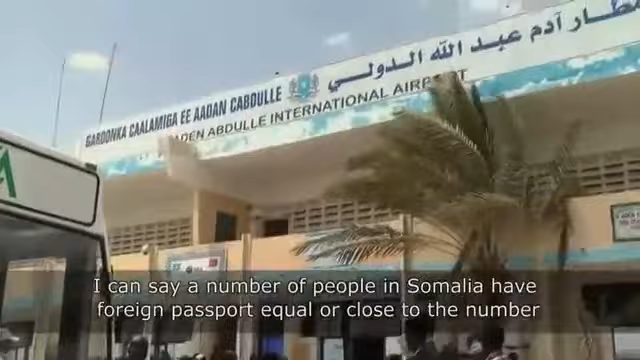 GARDONKA CAALAMIGA EE AADAN CABDULLE
مطار آدم عبد الله الدولي
ADEN ABDULLE INTERNATIONAL AIRPORT
I can say a number of people in Somalia have
foreign passport equal or close to the number